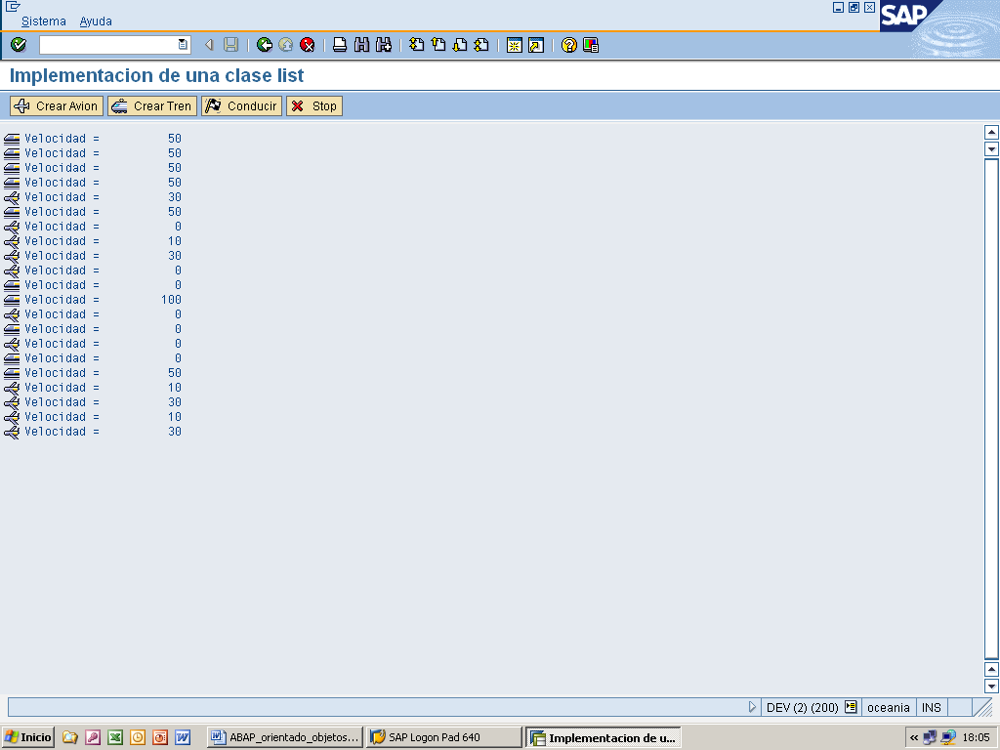 Sistema Ayuda
SAP
Implementacion de una clase list
Crear Avion Crear Tren Conducir Stop
Velocidad = 50
Velocidad = 50
Velocidad = 50
Velocidad = 50
Velocidad = 30
Velocidad = 50
Velocidad = 0
Velocidad = 10
Velocidad = 30
Velocidad = 0
Velocidad = 0
Velocidad = 100
Velocidad = 0
Velocidad = 0
Velocidad = 0
Velocidad = 0
Velocidad = 50
Velocidad = 10
Velocidad = 30
Velocidad = 10
Velocidad = 30
DEV (2) (200) oceania INS
Inicio ABAP_orientado_objetos... SAP Logon Pad 640 Implementacion de u... « 18:05